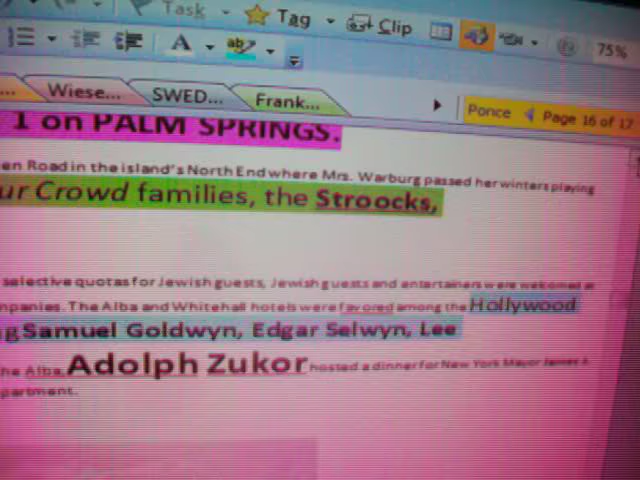 Task Tag Clip
75%
Wiese... SWED... Frank...
Ponce Page 16 of 17
1 on PALM SPRINGS.
en Road in the island's North End where Mrs. Warburg passed her winters playing
ur Crowd families, the Stroocks,
selective quotas for Jewish guests, Jewish guests and entertainers were welcomed at
mpanies. The Alba and Whitehall hotels were favored among the Hollywood
g Samuel Goldwyn, Edgar Selwyn, Lee
he Alba, Adolph Zukor hosted a dinner for New York Mayor James J.
partment.